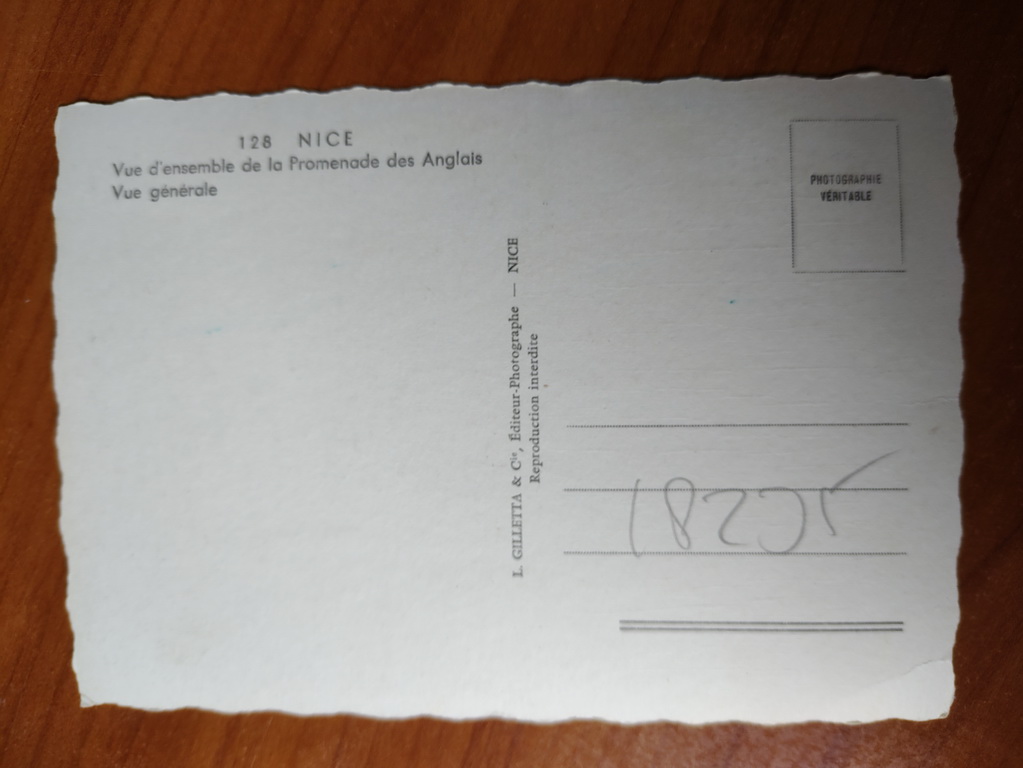 128 NICE
Vue d'ensemble de la Promenade des Anglais
Vue générale
L. GILLETTA & Cie, Éditeur-Photographe — NICE
Reproduction interdite
PHOTOGRAPHIE
VÉRITABLE